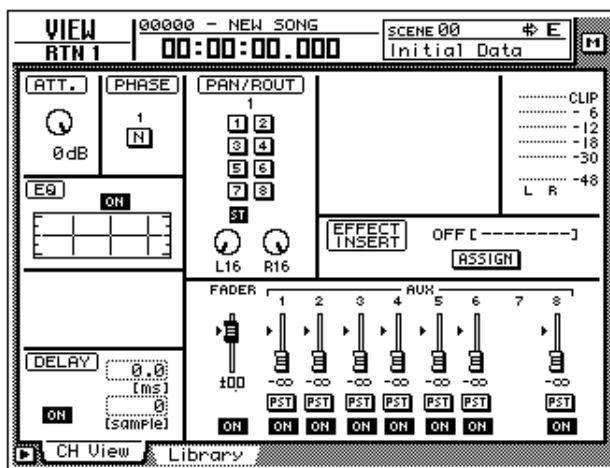 VIEW
RTN 1
00000 - NEW SONG
00:00:00.000
SCENE 00 E
Initial Data
M
ATT.
0dB
PHASE
1
N
PAN/ROUT
1
1 2
3 4
5 6
7 8
ST
L16 R16
CLIP
- 6
-12
-18
-30
-48
L R
EQ
ON
EFFECT INSERT
OFF[---------]
ASSIGN
DELAY
0.0
[ms]
0
[sample]
ON
FADER
AUX
1 2 3 4 5 6 7 8
±00 -∞ -∞ -∞ -∞ -∞ -∞ -∞
PST PST PST PST PST PST PST
ON ON ON ON ON ON ON ON
CH View
Library